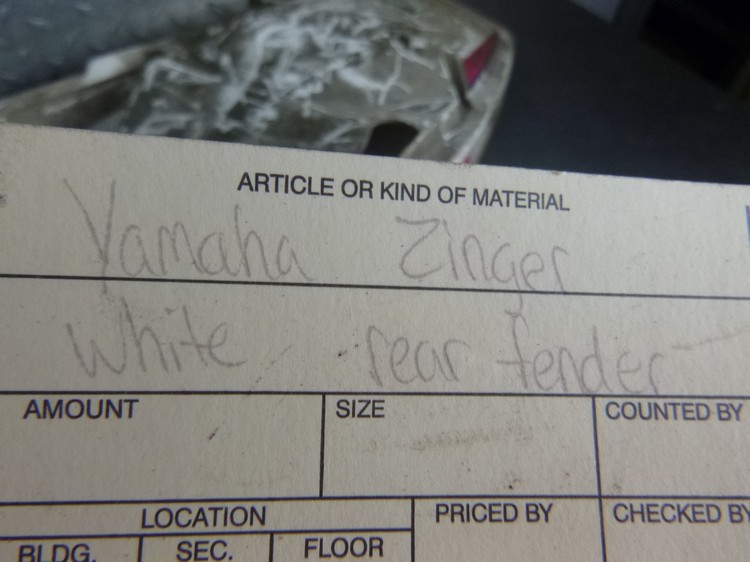 ARTICLE OR KIND OF MATERIAL
Yamaha Zinger
White rear fender
AMOUNT SIZE COUNTED BY
LOCATION PRICED BY CHECKED BY
BLDG. SEC. FLOOR